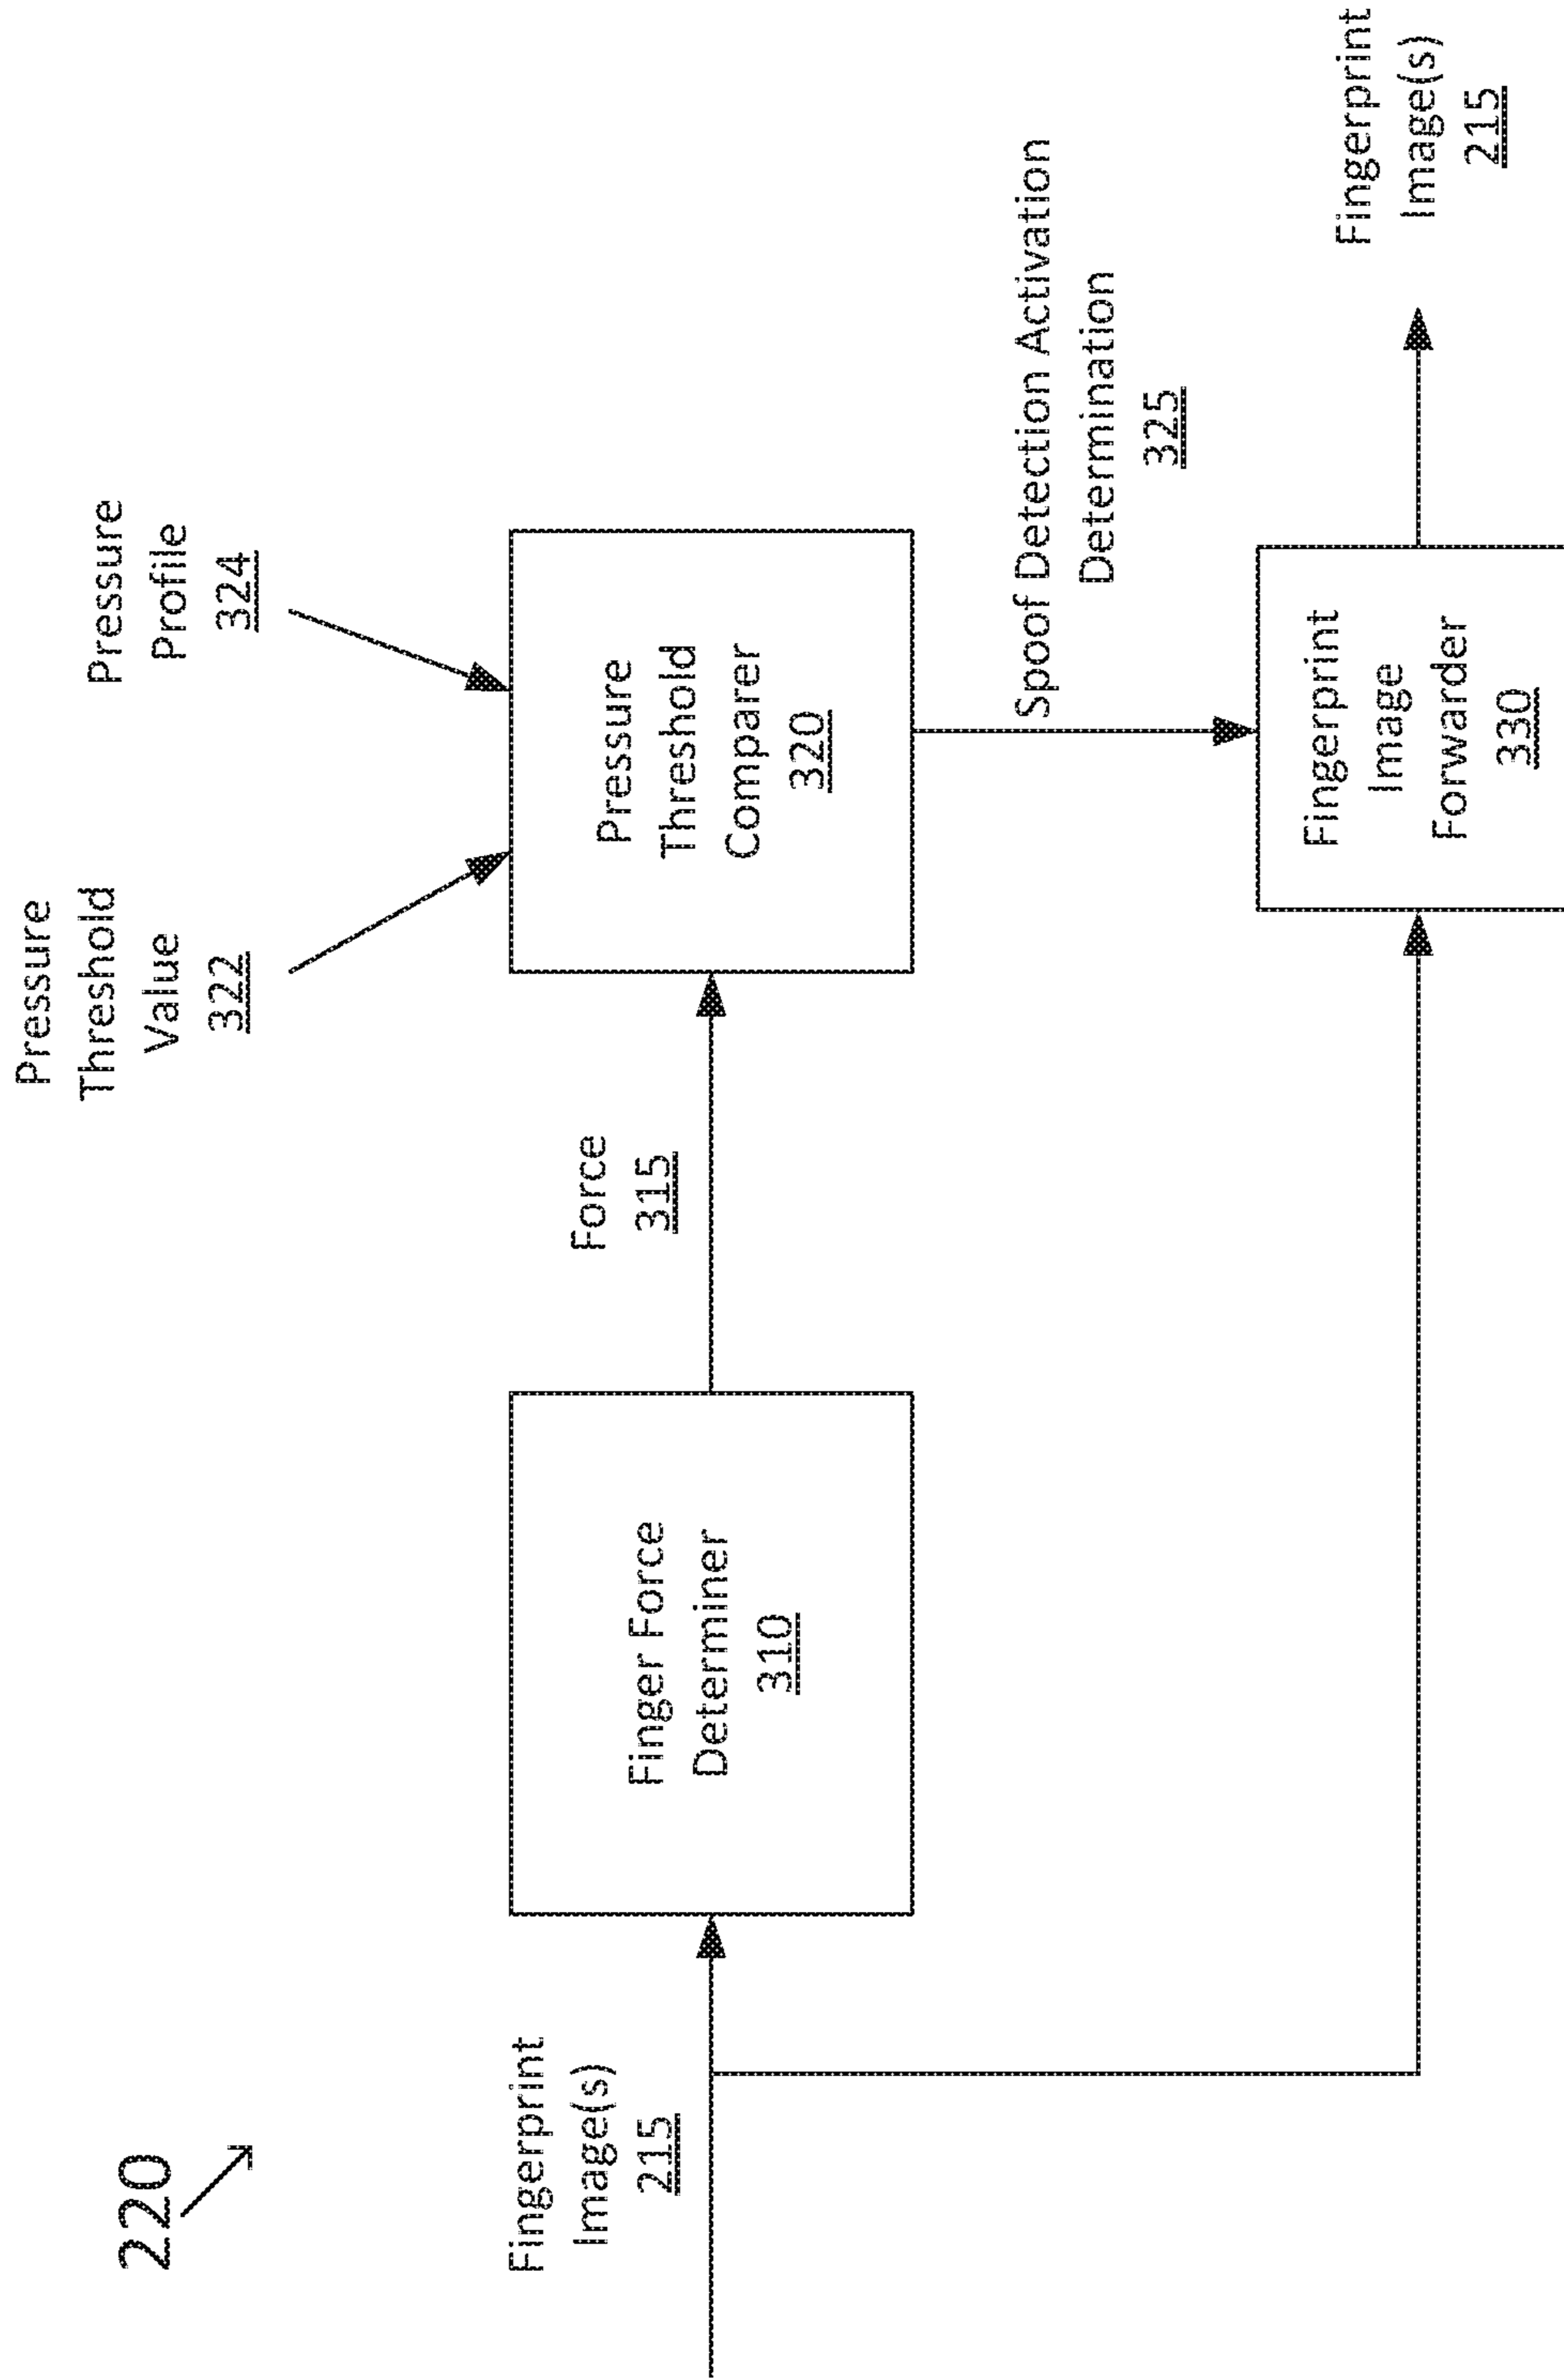 220
Fingerprint
Image(s)
215
Finger Force
Determiner
310
Force
315
Pressure
Threshold
Value
322
Pressure
Profile
324
Pressure
Threshold
Comparer
320
Spoof Detection Activation
Determination
325
Fingerprint
Image
Forwarder
330
Fingerprint
Image(s)
215